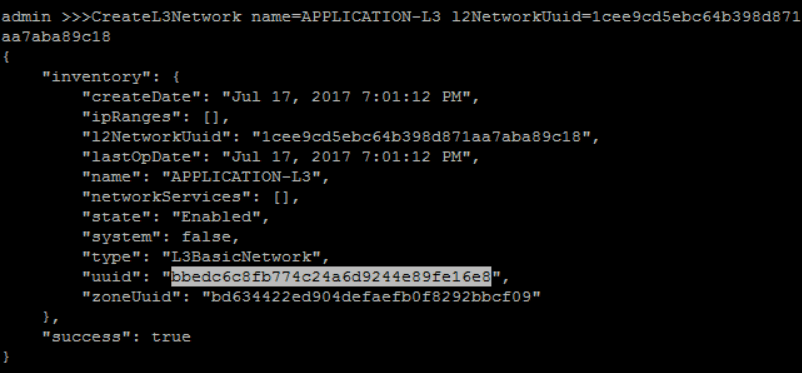 admin >>>CreateL3Network name=APPLICATION-L3 l2NetworkUuid=1cee9cd5ebc64b398d871
aa7aba89c18
{
    "inventory": {
        "createDate": "Jul 17, 2017 7:01:12 PM",
        "ipRanges": [],
        "l2NetworkUuid": "1cee9cd5ebc64b398d871aa7aba89c18",
        "lastOpDate": "Jul 17, 2017 7:01:12 PM",
        "name": "APPLICATION-L3",
        "networkServices": [],
        "state": "Enabled",
        "system": false,
        "type": "L3BasicNetwork",
        "uuid": "bbedc6c8fb774c24a6d9244e89fe16e8",
        "zoneUuid": "bd634422ed904defaefb0f8292bbcf09"
    },
    "success": true
}